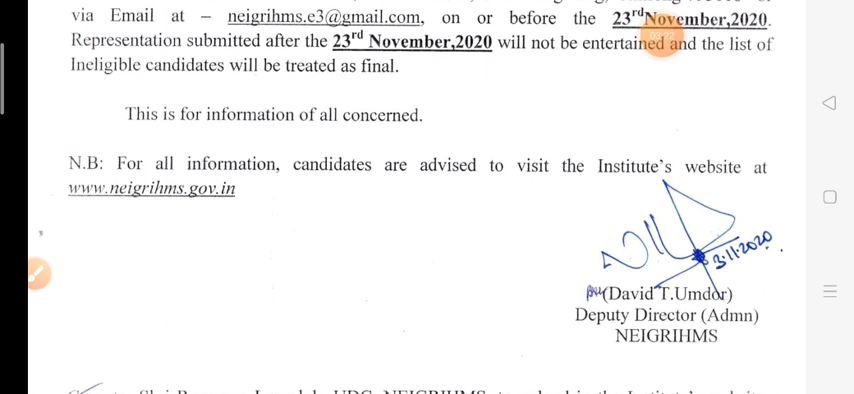 via Email at – neigrihms.e3@gmail.com, on or before the 23rd November,2020.
Representation submitted after the 23rd November,2020 will not be entertained and the list of
Ineligible candidates will be treated as final.
This is for information of all concerned.
N.B: For all information, candidates are advised to visit the Institute's website at
www.neigrihms.gov.in
3·11·2020
(David T.Umdor)
Deputy Director (Admn)
NEIGRIHMS